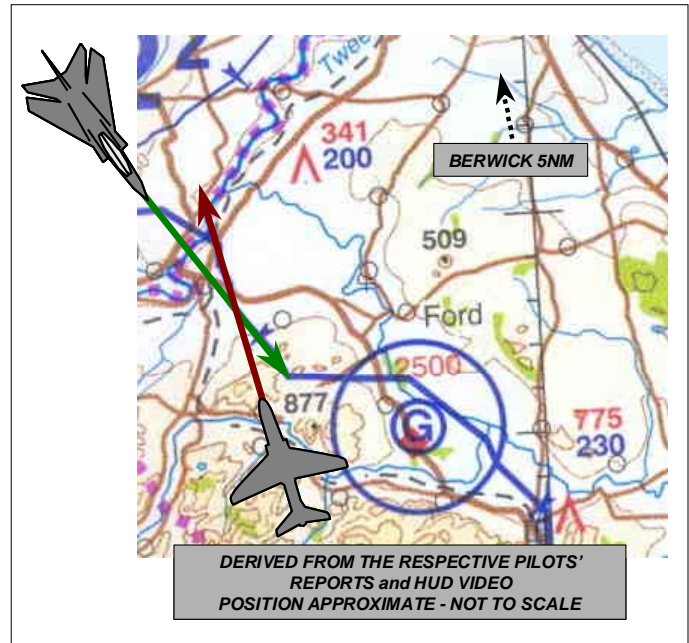 Twee
341
200
BERWICK 5NM
509
Ford
2500
877
G
775
230
DERIVED FROM THE RESPECTIVE PILOTS'
REPORTS and HUD VIDEO
POSITION APPROXIMATE - NOT TO SCALE